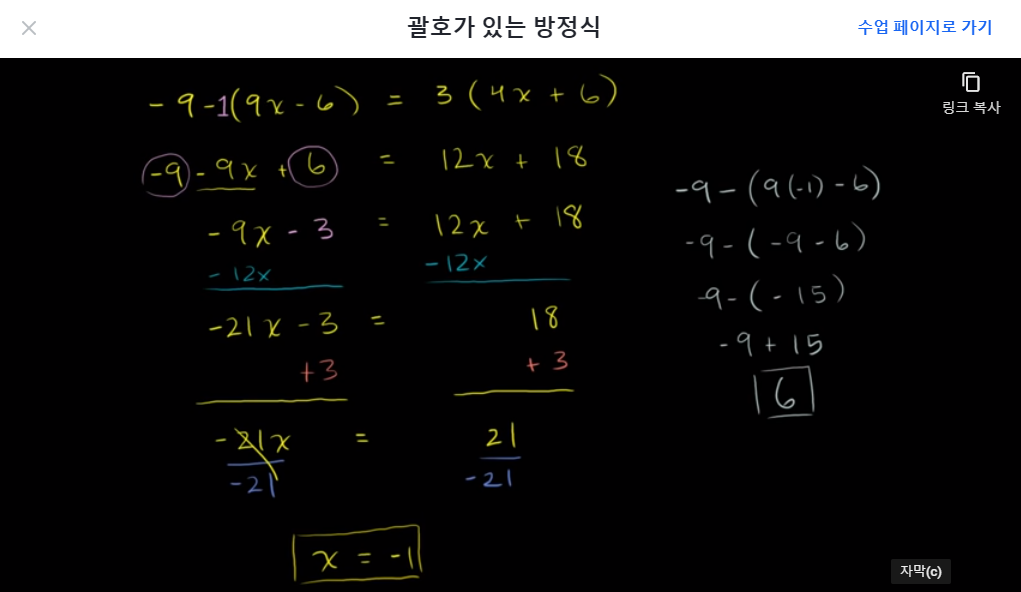 괄호가 있는 방정식
수업 페이지로 가기
링크 복사
-9-1(9x-6) = 3(4x+6)
-9-9x+6 = 12x+18
-9x-3 = 12x+18
-12x -12x
-21x-3 = 18
+3 +3
-21x = 21
-21 -21
x = -1
-9-(9(-1)-6)
-9-(-9-6)
-9-(-15)
-9+15
6
자막(c)